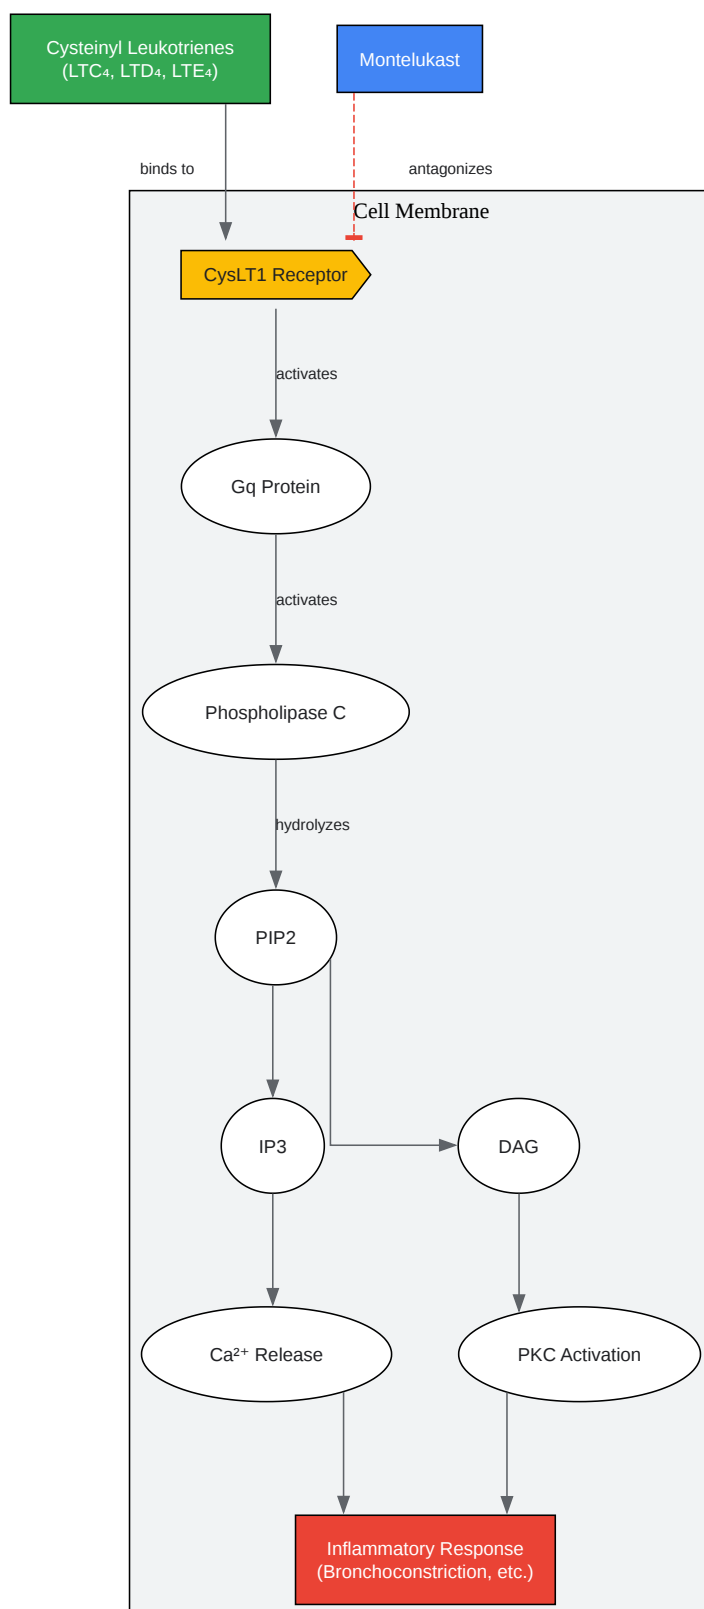 Cysteinyl Leukotrienes
(LTC₄, LTD₄, LTE₄)
Montelukast
binds to
antagonizes
Cell Membrane
CysLT1 Receptor
activates
Gq Protein
activates
Phospholipase C
hydrolyzes
PIP2
IP3
DAG
Ca²⁺ Release
PKC Activation
Inflammatory Response
(Bronchoconstriction, etc.)